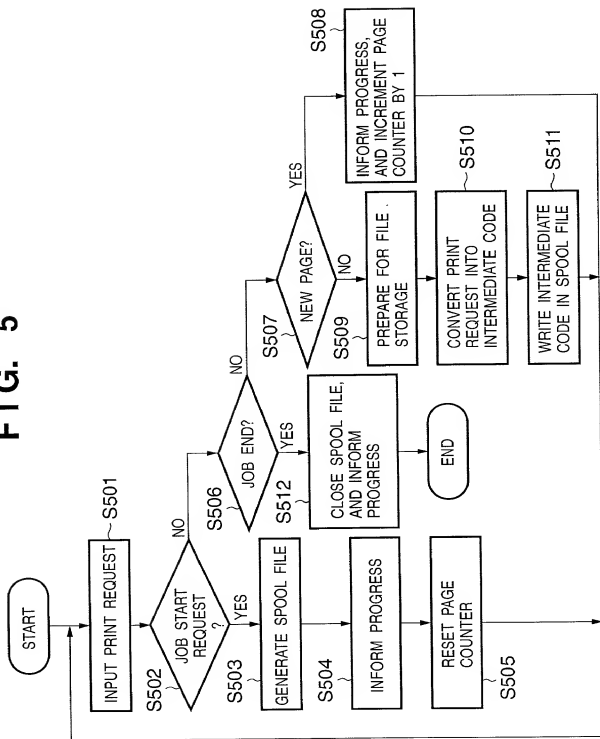 FIG. 5
START
INPUT PRINT REQUEST
S501
JOB START
REQUEST
?
S502
NO
YES
GENERATE SPOOL FILE
S503
INFORM PROGRESS
S504
RESET PAGE
COUNTER
S505
JOB END?
S506
NO
YES
CLOSE SPOOL FILE,
AND INFORM
PROGRESS
S512
END
NEW PAGE?
S507
YES
NO
INFORM PROGRESS,
AND INCREMENT PAGE
COUNTER BY 1
S508
PREPARE FOR FILE .
STORAGE
S509
CONVERT PRINT
REQUEST INTO
INTERMEDIATE CODE
S510
WRITE INTERMEDIATE
CODE IN SPOOL FILE
S511